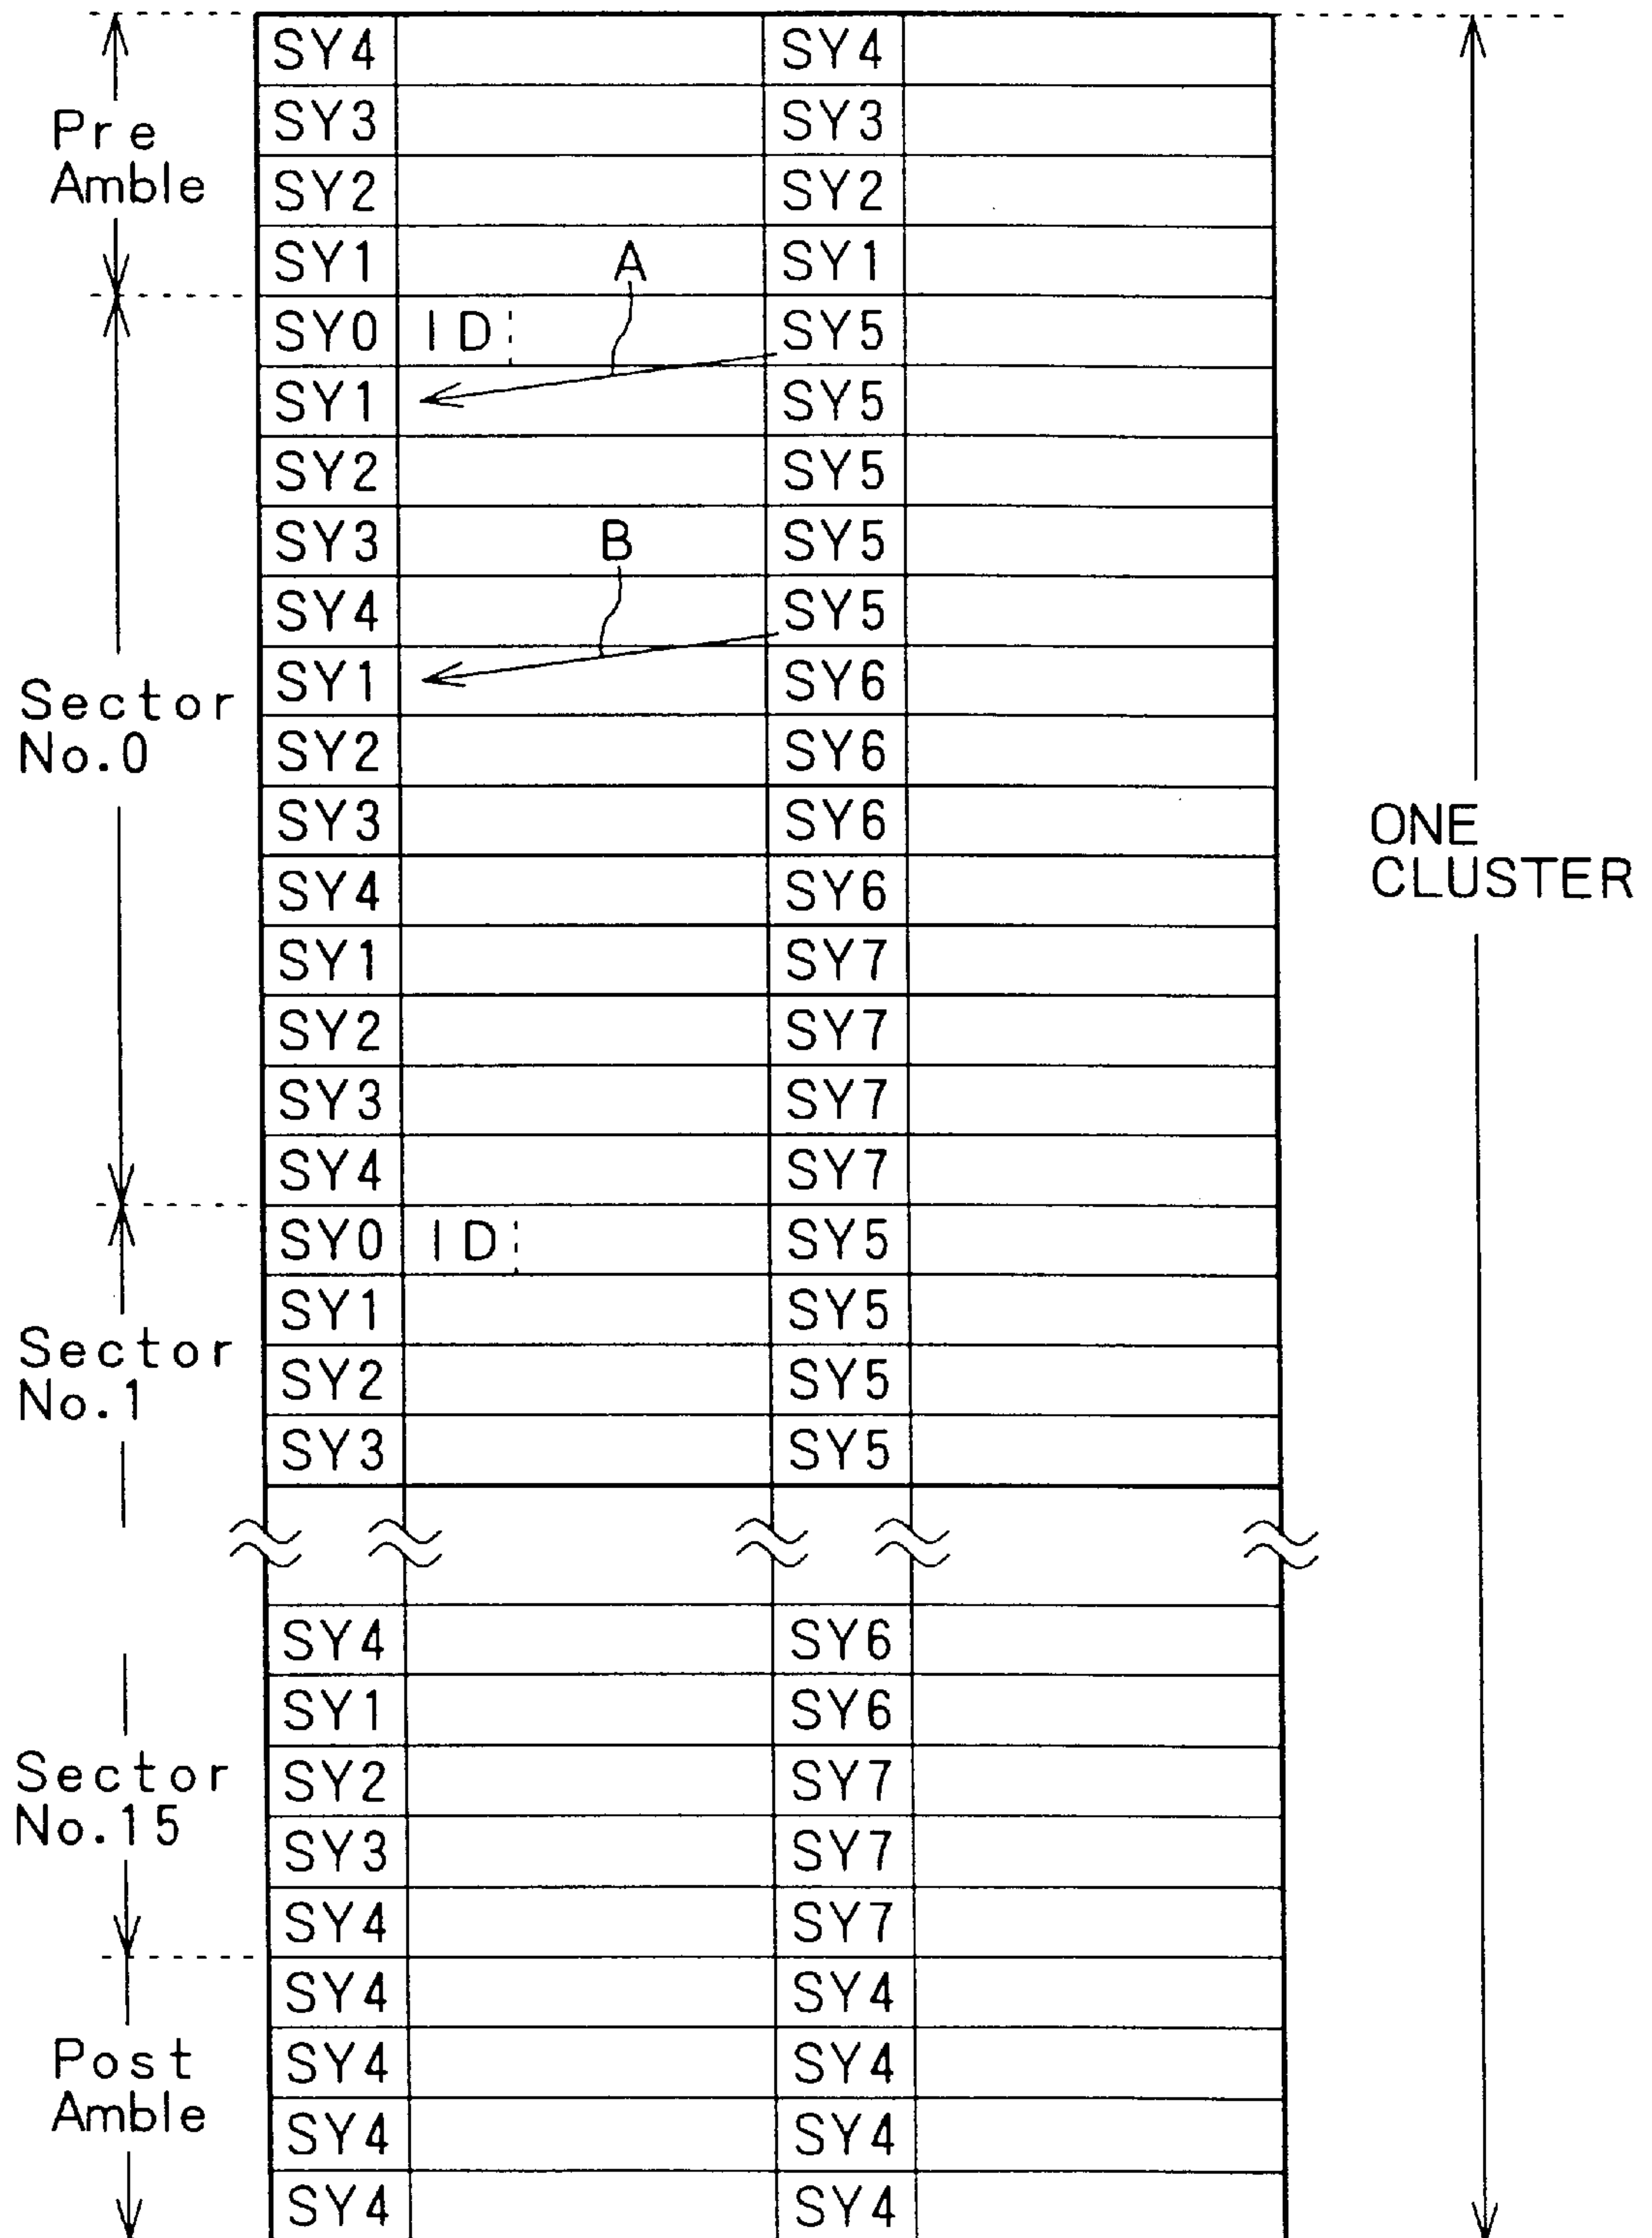 SY4 SY4
SY3 SY3
Pre
Amble
SY2 SY2
SY1 A SY1
SY0 ID SY5
SY1 SY5
SY2 SY5
SY3 B SY5
SY4 SY5
SY1 SY6
Sector
No.0
SY2 SY6
SY3 SY6
ONE
CLUSTER
SY4 SY6
SY1 SY7
SY2 SY7
SY3 SY7
SY4 SY7
SY0 ID SY5
SY1 SY5
Sector
No.1
SY2 SY5
SY3 SY5
SY4 SY6
SY1 SY6
Sector
No.15
SY2 SY7
SY3 SY7
SY4 SY7
SY4 SY4
Post
Amble
SY4 SY4
SY4 SY4
SY4 SY4